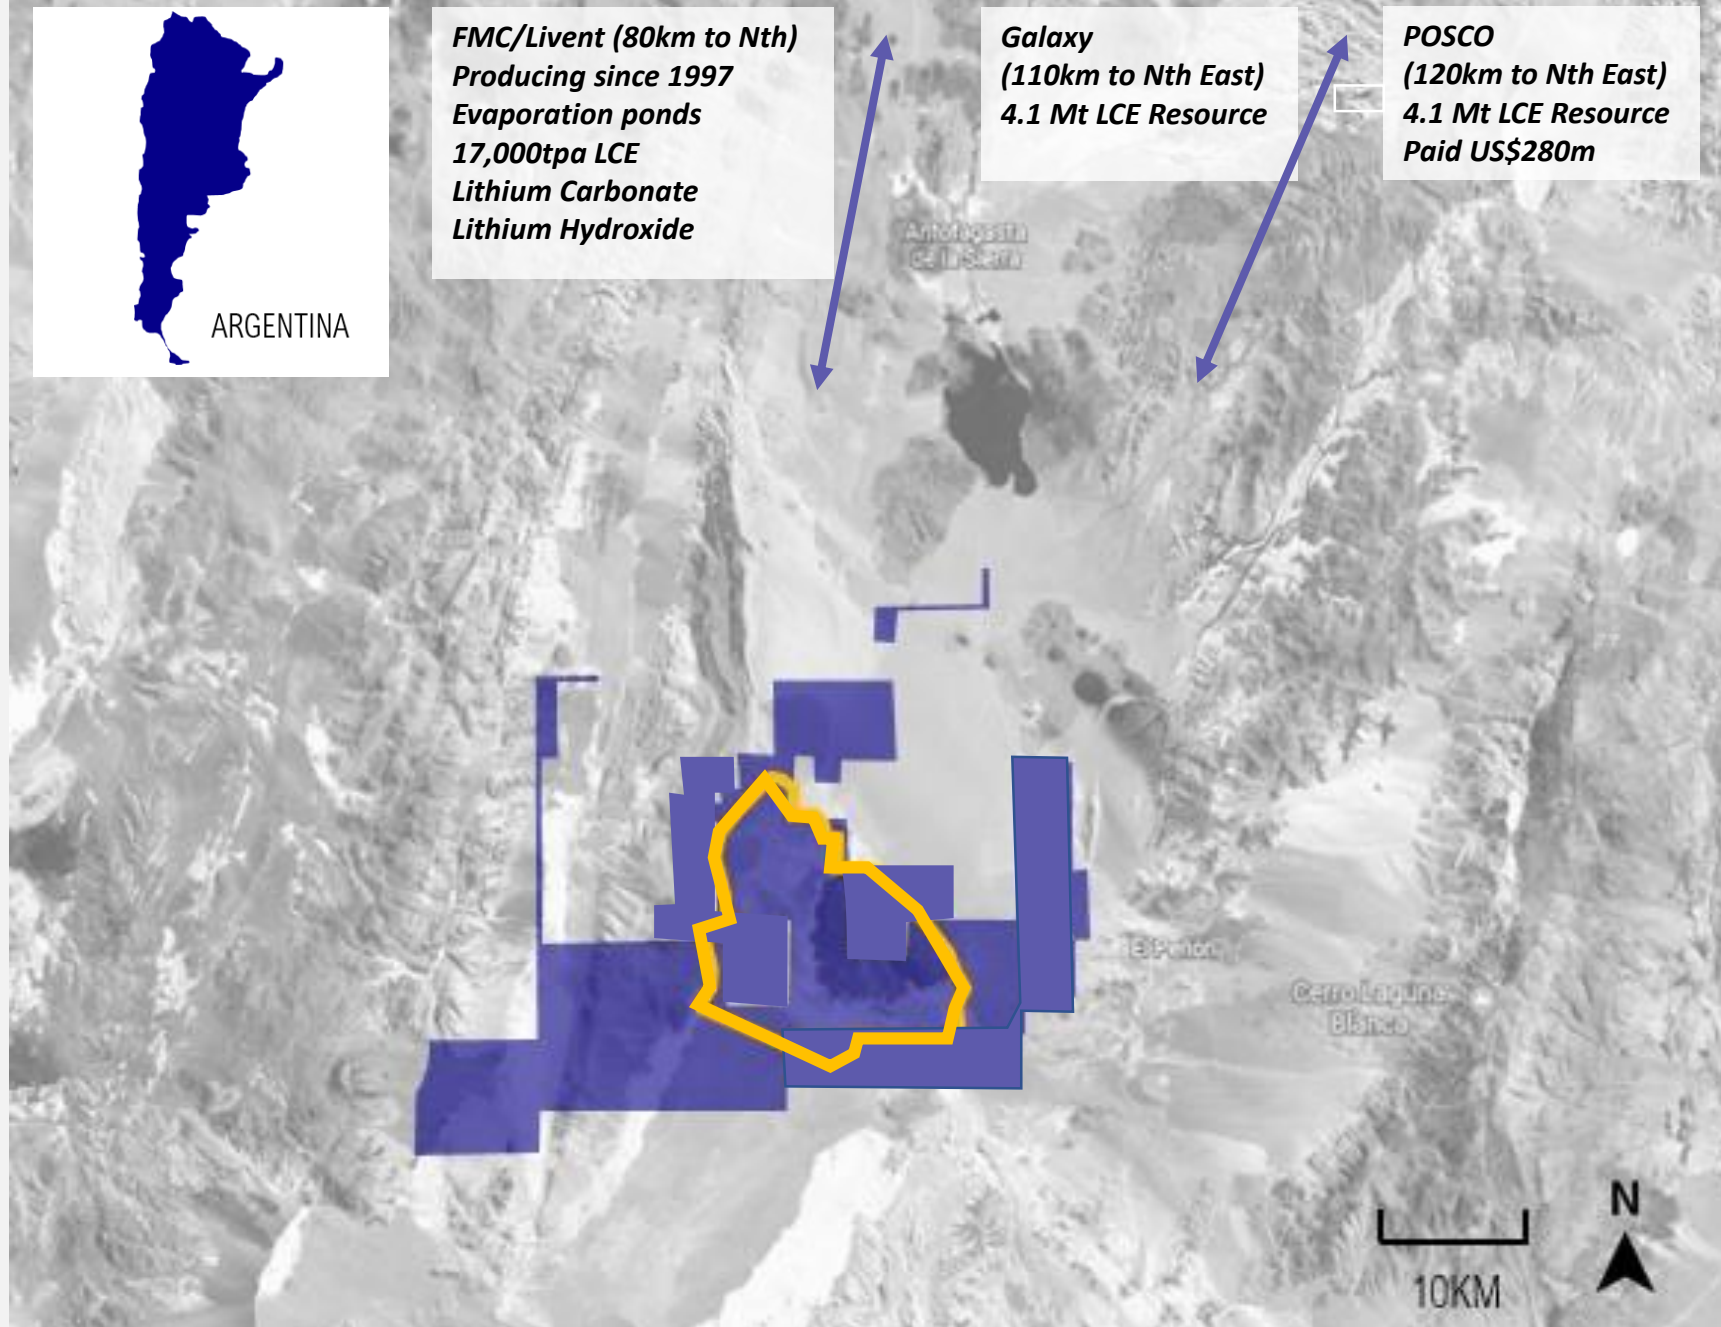 FMC/Livent (80km to Nth)
Producing since 1997
Evaporation ponds
17,000tpa LCE
Lithium Carbonate
Lithium Hydroxide
Galaxy
(110km to Nth East)
4.1 Mt LCE Resource
POSCO
(120km to Nth East)
4.1 Mt LCE Resource
Paid US$280m
ARGENTINA
Antofagasta
De la Sierra
El Peñon
Cerro Laguna
Blanca
N
10KM